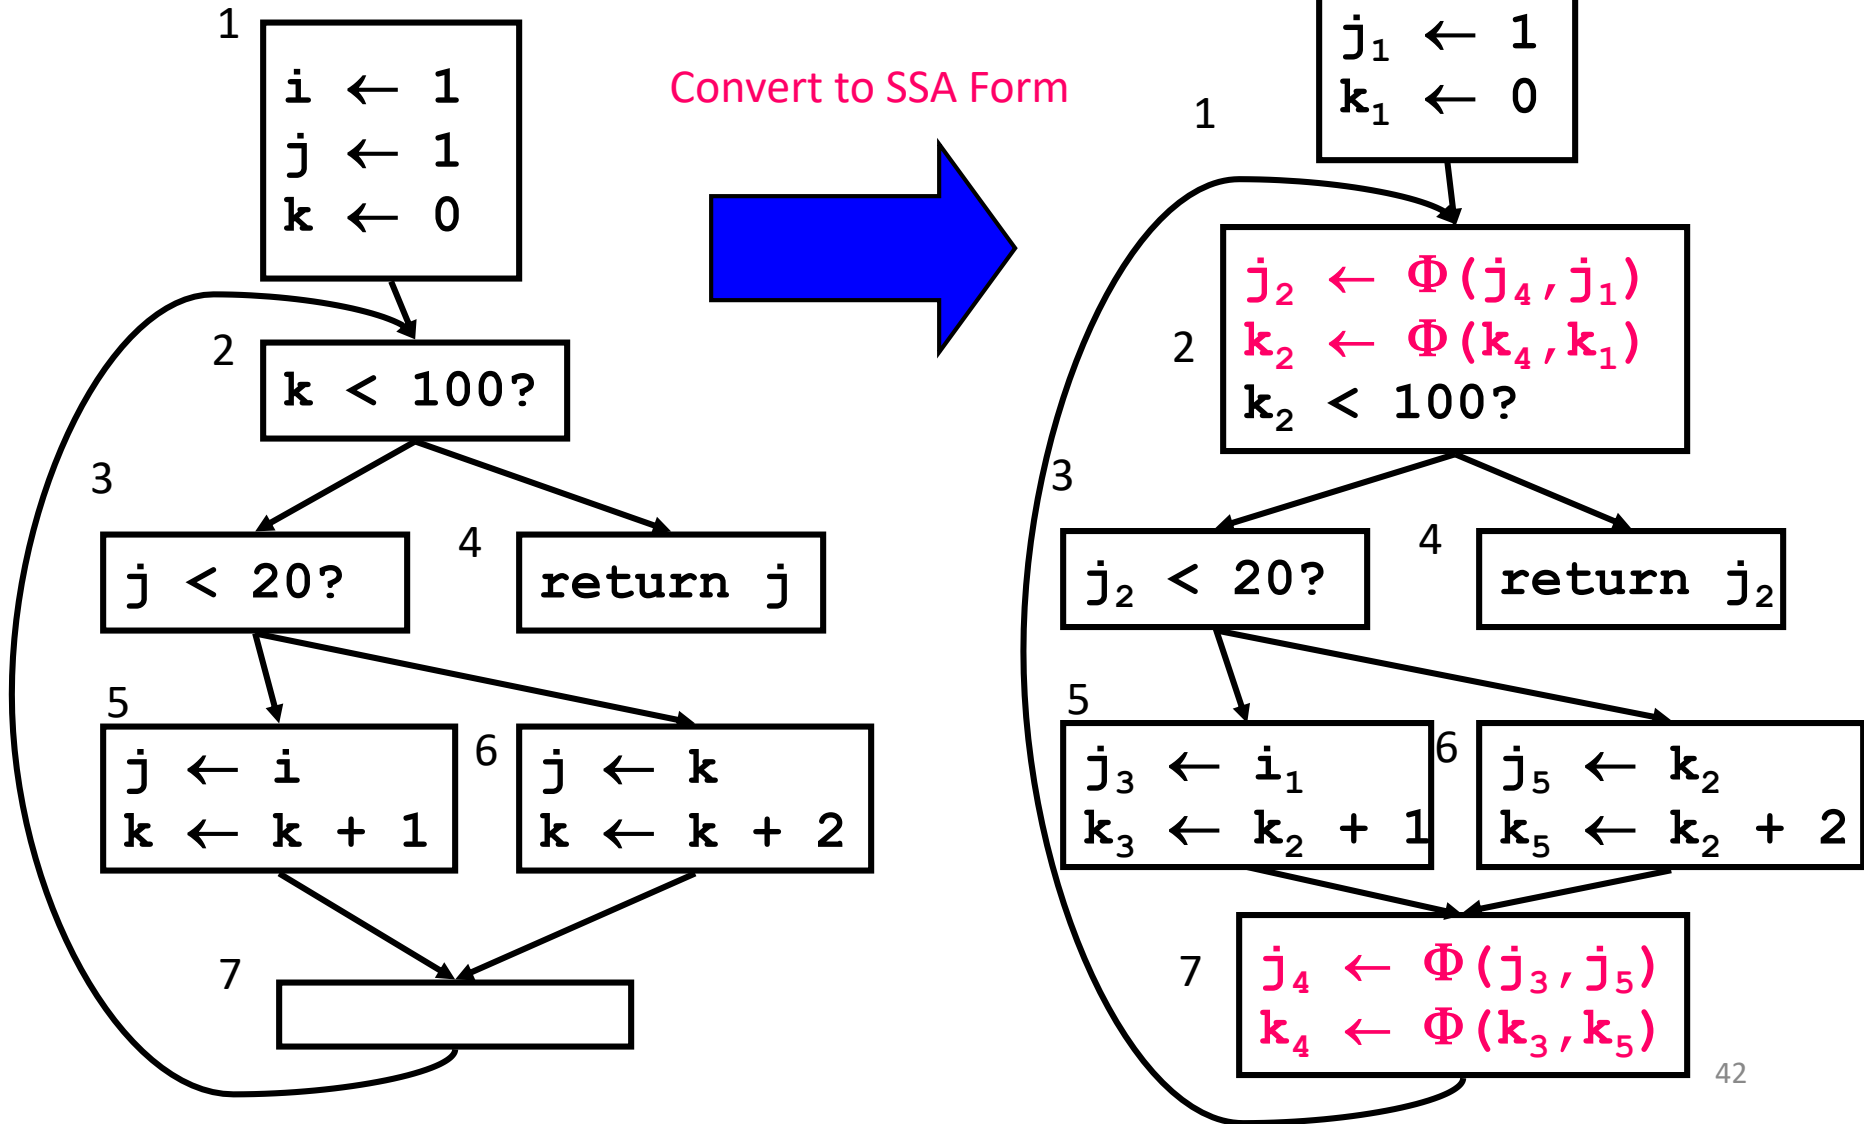 1
i ← 1
j ← 1
k ← 0
2
k < 100?
3
j < 20?
4
return j
5
j ← i
k ← k + 1
6
j ← k
k ← k + 2
7
Convert to SSA Form
1
j₁ ← 1
k₁ ← 0
2
j₂ ← Φ(j₄,j₁)
k₂ ← Φ(k₄,k₁)
k₂ < 100?
3
j₂ < 20?
4
return j₂
5
j₃ ← i₁
k₃ ← k₂ + 1
6
j₅ ← k₂
k₅ ← k₂ + 2
7
j₄ ← Φ(j₃,j₅)
k₄ ← Φ(k₃,k₅)
42